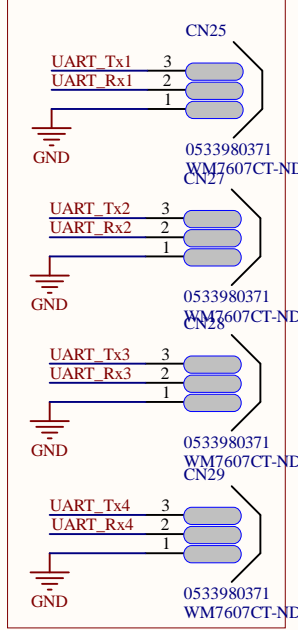 CN25
UART_Tx1 3
UART_Rx1 2
1
GND
0533980371
WM7607CT-ND
CN27
UART_Tx2 3
UART_Rx2 2
1
GND
0533980371
WM7607CT-ND
CN28
UART_Tx3 3
UART_Rx3 2
1
GND
0533980371
WM7607CT-ND
CN29
UART_Tx4 3
UART_Rx4 2
1
GND
0533980371
WM7607CT-ND